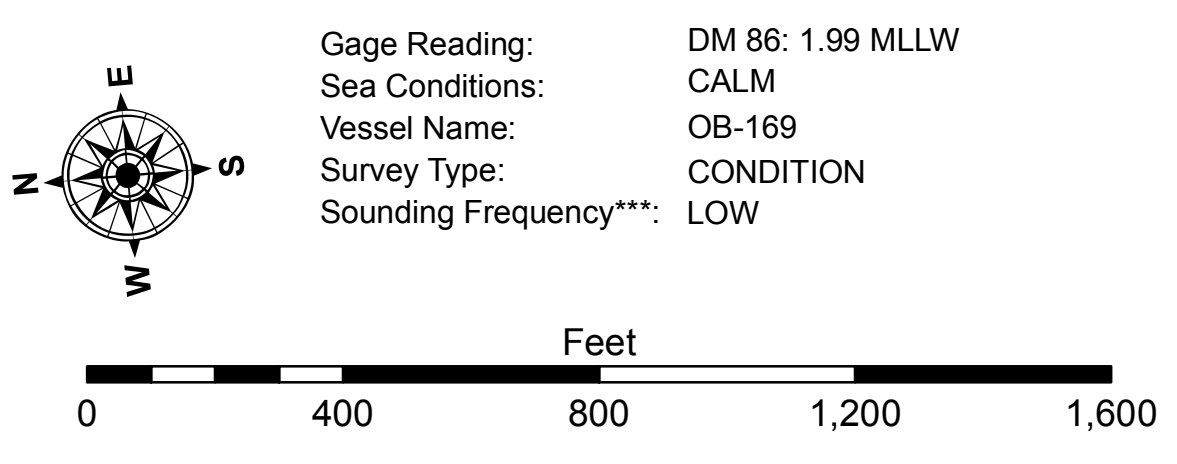 E
N
S
W
Gage Reading: DM 86: 1.99 MLLW
Sea Conditions: CALM
Vessel Name: OB-169
Survey Type: CONDITION
Sounding Frequency***: LOW
Feet
0 400 800 1,200 1,600